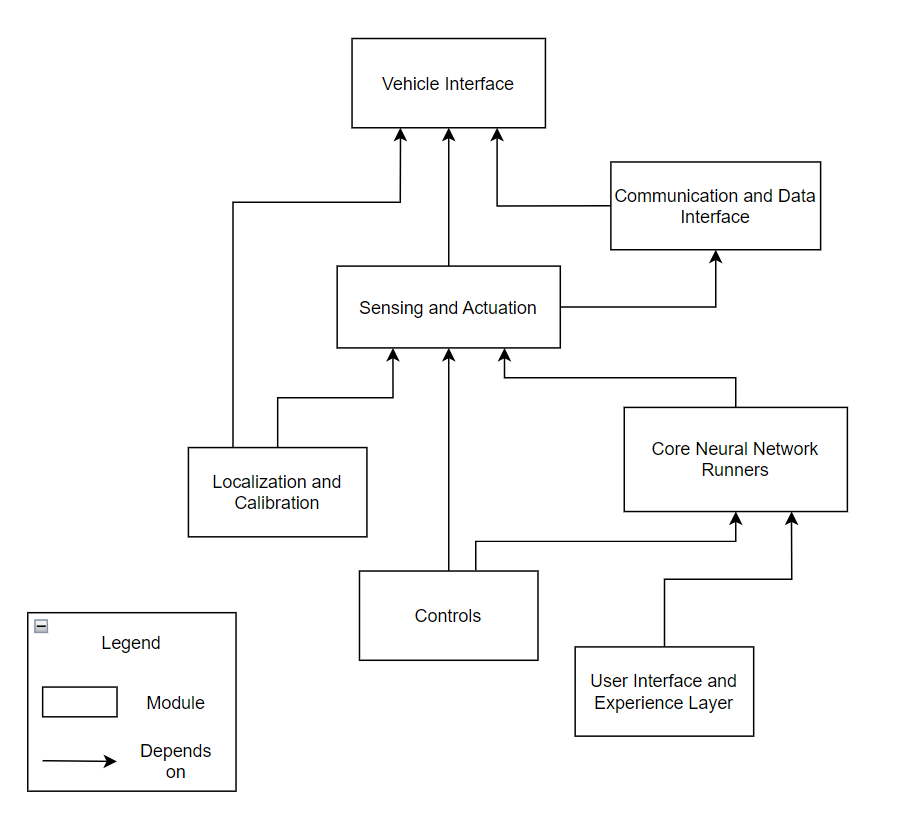 Vehicle Interface
Communication and Data
Interface
Sensing and Actuation
Core Neural Network
Runners
Localization and
Calibration
Controls
User Interface and
Experience Layer
Legend
Module
Depends
on